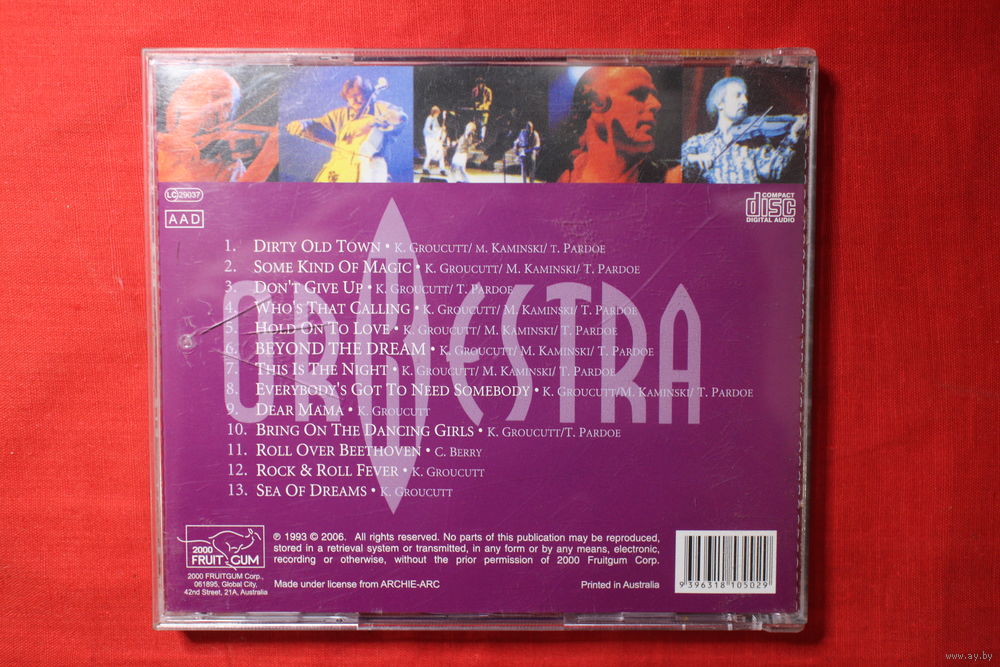 LC 29037
AAD
COMPACT
disc
DIGITAL AUDIO
ORKESTRA
1. DIRTY OLD TOWN • K. GROUCUTT/ M. KAMINSKI/ T. PARDOE
2. SOME KIND OF MAGIC • K. GROUCUTT/ M. KAMINSKI/ T. PARDOE
3. DON'T GIVE UP • K. GROUCUTT/ T. PARDOE
4. WHO'S THAT CALLING • K. GROUCUTT/ M. KAMINSKI/ T. PARDOE
5. HOLD ON TO LOVE • K. GROUCUTT/ M. KAMINSKI/ T. PARDOE
6. BEYOND THE DREAM • K. GROUCUTT/ M. KAMINSKI/ T. PARDOE
7. THIS IS THE NIGHT • K. GROUCUTT/ M. KAMINSKI/ T. PARDOE
8. EVERYBODY'S GOT TO NEED SOMEBODY • K. GROUCUTT/M. KAMINSKI/ T. PARDOE
9. DEAR MAMA • K. GROUCUTT
10. BRING ON THE DANCING GIRLS • K. GROUCUTT/T. PARDOE
11. ROLL OVER BEETHOVEN • C. BERRY
12. ROCK & ROLL FEVER • K. GROUCUTT
13. SEA OF DREAMS • K. GROUCUTT
2000
FRUITGUM
2000 FRUITGUM Corp.,
061895, Global City,
42nd Street, 21A, Australia
℗ 1993 © 2006. All rights reserved. No parts of this publication may be reproduced,
stored in a retrieval system or transmitted, in any form or by any means, electronic,
recording or otherwise, without the prior permission of 2000 Fruitgum Corp.
Made under license from ARCHIE-ARC
Printed in Australia
9 396318 105029
www.ay.by